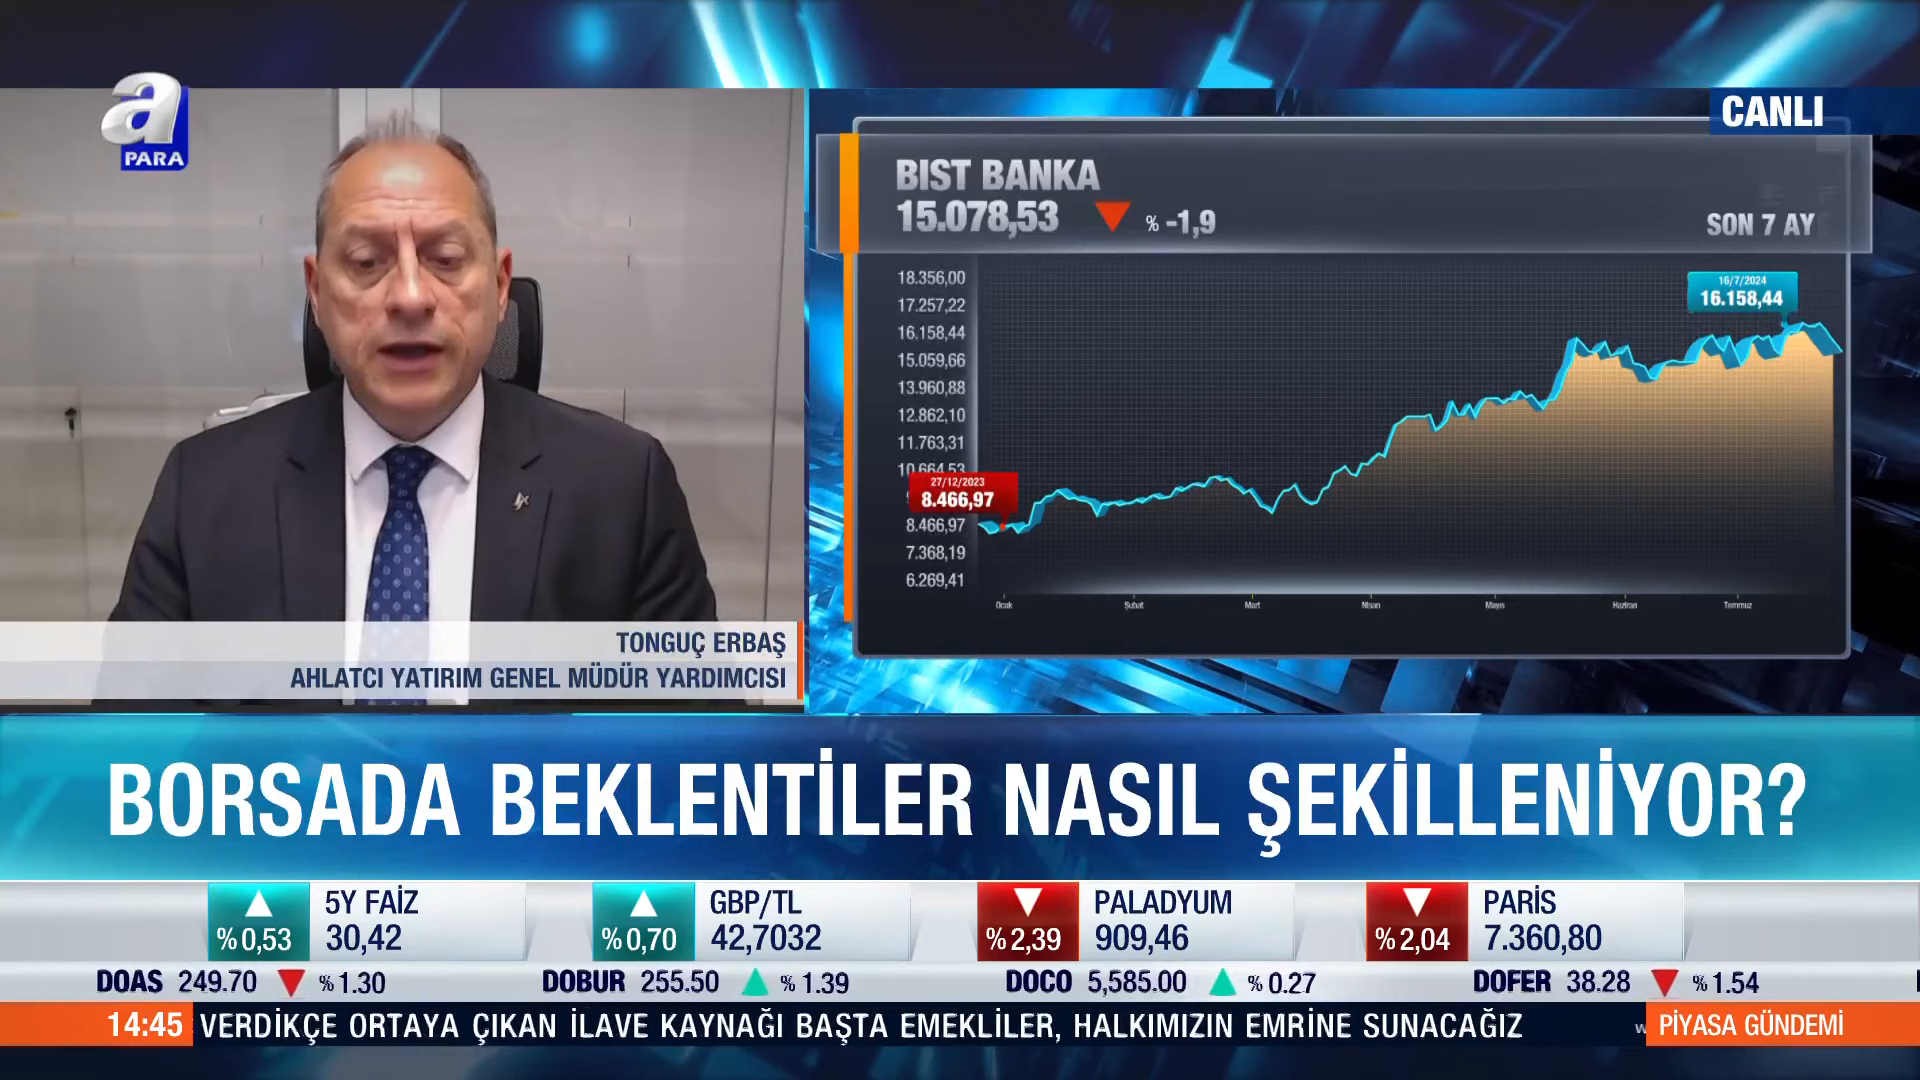 a
PARA
CANLI
BIST BANKA
15.078,53 % -1,9
SON 7 AY
18.356,00
17.257,22
16.158,44
15.059,66
13.960,88
12.862,10
11.763,31
10.664,53
8.466,97
7.368,19
6.269,41
16/7/2024
16.158,44
27/12/2023
8.466,97
Ocak Şubat Mart Nisan Mayıs Haziran Temmuz
TONGUÇ ERBAŞ
AHLATCI YATIRIM GENEL MÜDÜR YARDIMCISI
BORSADA BEKLENTİLER NASIL ŞEKİLLENİYOR?
%0,53 5Y FAİZ 30,42
%0,70 GBP/TL 42,7032
%2,39 PALADYUM 909,46
%2,04 PARİS 7.360,80
DOAS 249.70 % 1.30 DOBUR 255.50 % 1.39 DOCO 5,585.00 % 0.27 DOFER 38.28 % 1.54
14:45 VERDİKÇE ORTAYA ÇIKAN İLAVE KAYNAĞI BAŞTA EMEKLİLER, HALKIMIZIN EMRİNE SUNACAĞIZ
PİYASA GÜNDEMİ